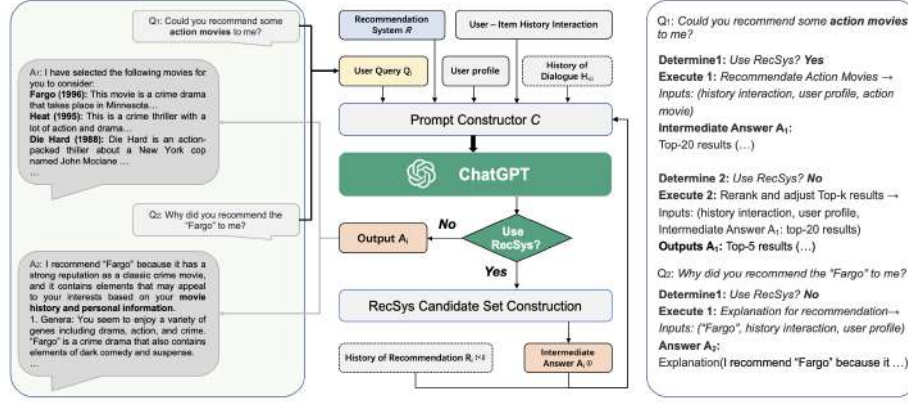 Q1: Could you recommend some
action movies to me?
A1: I have selected the following movies for
you to consider:
Fargo (1996): This movie is a crime drama
that takes place in Minnesota...
Heat (1995): This is a crime thriller with a
lot of action and drama...
Die Hard (1988): Die Hard is an action-
packed thiller about a New York cop
named John Mcclane ...
...
Q2: Why did you recommend the
"Fargo" to me?
A2: I recommend "Fargo" because it has a
strong reputation as a classic crime movie,
and it contains elements that may appeal
to your interests based on your movie
history and personal information.
1. Genera: You seem to enjoy a variety of
genres including drama, action, and crime.
"Fargo" is a crime drama that also contains
elements of dark comedy and suspense.
....
Recommendation
System R
User – Item History Interaction
User Query Qi
User profile
History of
Dialogue H<i
Prompt Constructor C
ChatGPT
Use
RecSys?
No
Output Ai
Yes
RecSys Candidate Set Construction
History of Recommendation
Intermediate
Answer Ai
Q1: Could you recommend some action movies
to me?
Determine1: Use RecSys? Yes
Execute 1: Recommendate Action Movies →
Inputs: (history interaction, user profile, action
movie)
Intermediate Answer A1:
Top-20 results (...)
Determine 2: Use RecSys? No
Execute 2: Rerank and adjust Top-k results →
Inputs: (history interaction, user profile,
Intermediate Answer A1: top-20 results)
Outputs A1: Top-5 results (...)
Q2: Why did you recommend the "Fargo" to me?
Determine1: Use RecSys? No
Execute 1: Explanation for recommendation→
Inputs: ("Fargo", history interaction, user profile)
Answer A2:
Explanation(I recommend "Fargo" because it ...)